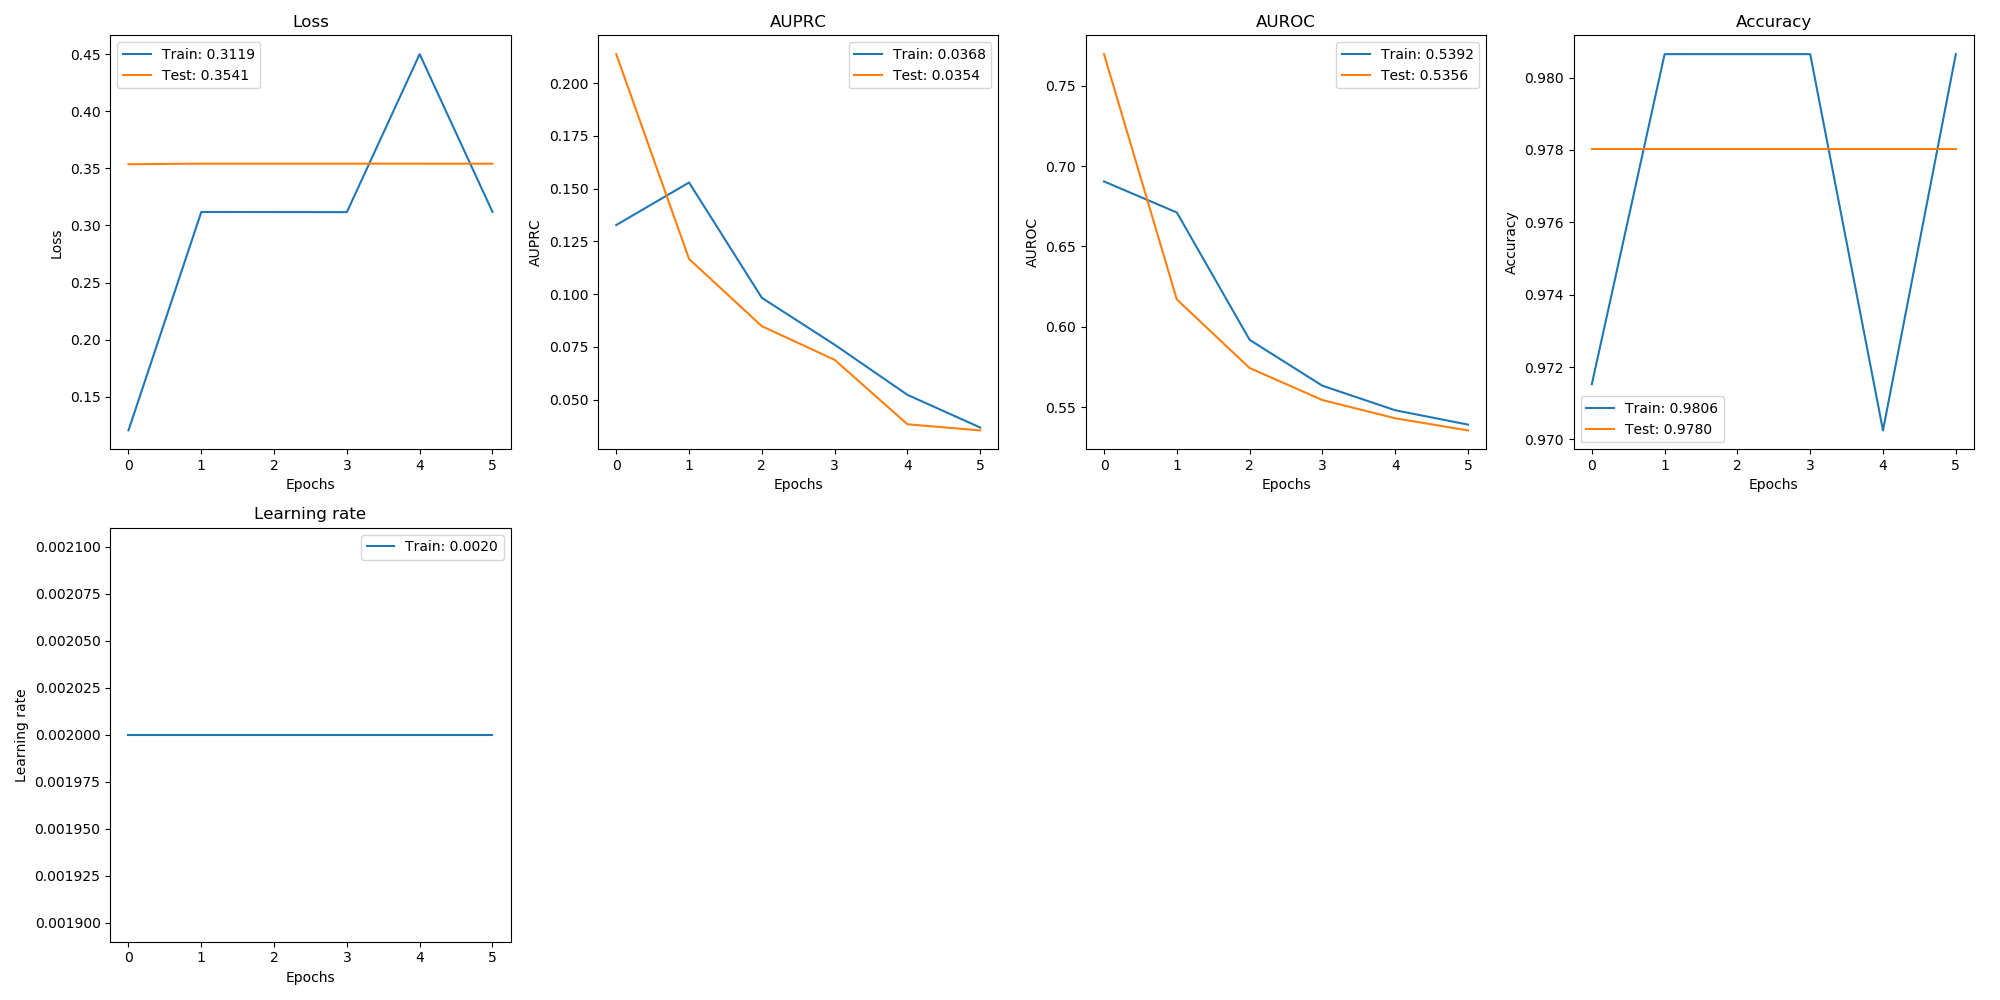 Loss
Train: 0.3119
Test: 0.3541
0.45
0.40
0.35
0.30
0.25
0.20
0.15
Loss
0 1 2 3 4 5
Epochs
AUPRC
Train: 0.0368
Test: 0.0354
0.200
0.175
0.150
0.125
0.100
0.075
0.050
AUPRC
0 1 2 3 4 5
Epochs
AUROC
Train: 0.5392
Test: 0.5356
0.75
0.70
0.65
0.60
0.55
AUROC
0 1 2 3 4 5
Epochs
Accuracy
0.980
0.978
0.976
0.974
0.972
0.970
Accuracy
Train: 0.9806
Test: 0.9780
0 1 2 3 4 5
Epochs
Learning rate
Train: 0.0020
0.002100
0.002075
0.002050
0.002025
0.002000
0.001975
0.001950
0.001925
0.001900
Learning rate
0 1 2 3 4 5
Epochs